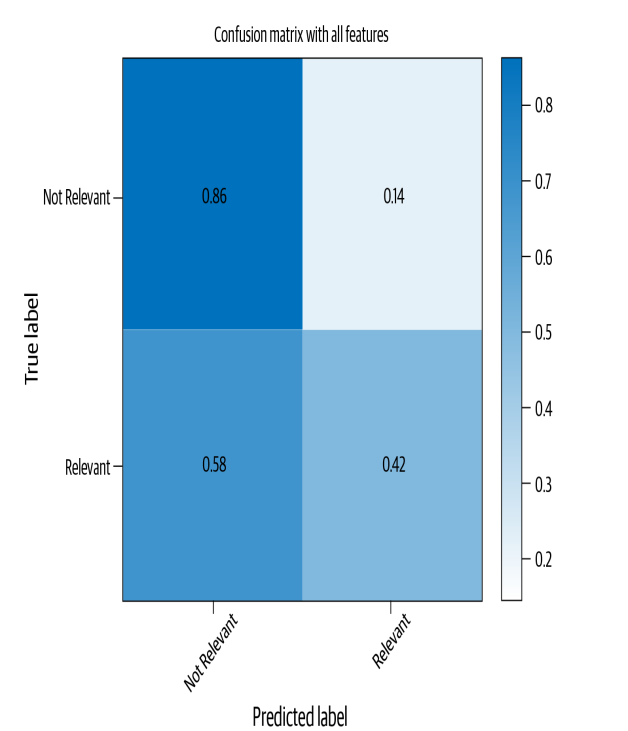 Confusion matrix with all features
Not Relevant
0.86
0.14
Relevant
0.58
0.42
True label
Not Relevant
Relevant
Predicted label
0.8
0.7
0.6
0.5
0.4
0.3
0.2